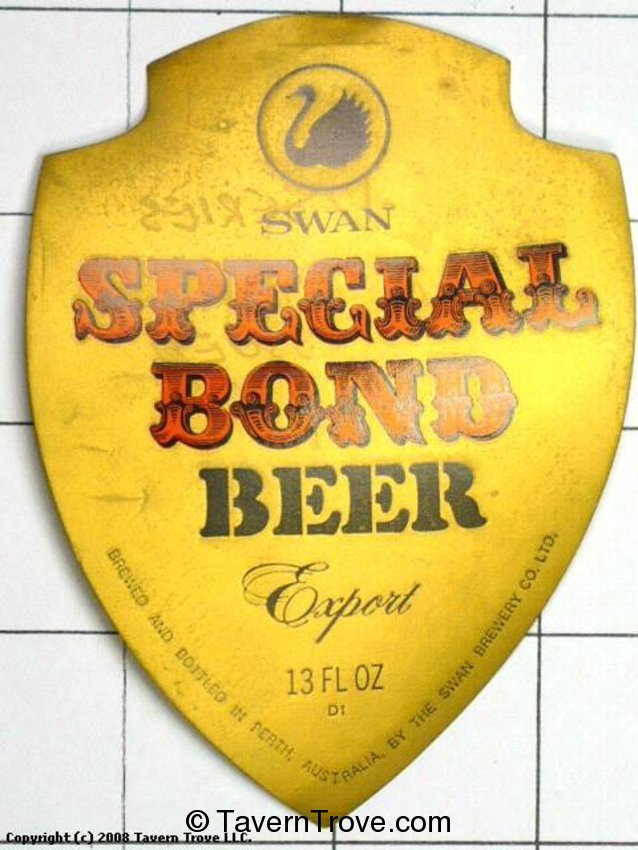 SWAN
SPECIAL
BOND
BEER
Export
13 FL OZ
D1
BREWED AND BOTTLED IN PERTH, AUSTRALIA, BY THE SWAN BREWERY CO. LTD.
© TavernTrove.com
Copyright (c) 2008 Tavern Trove LLC.